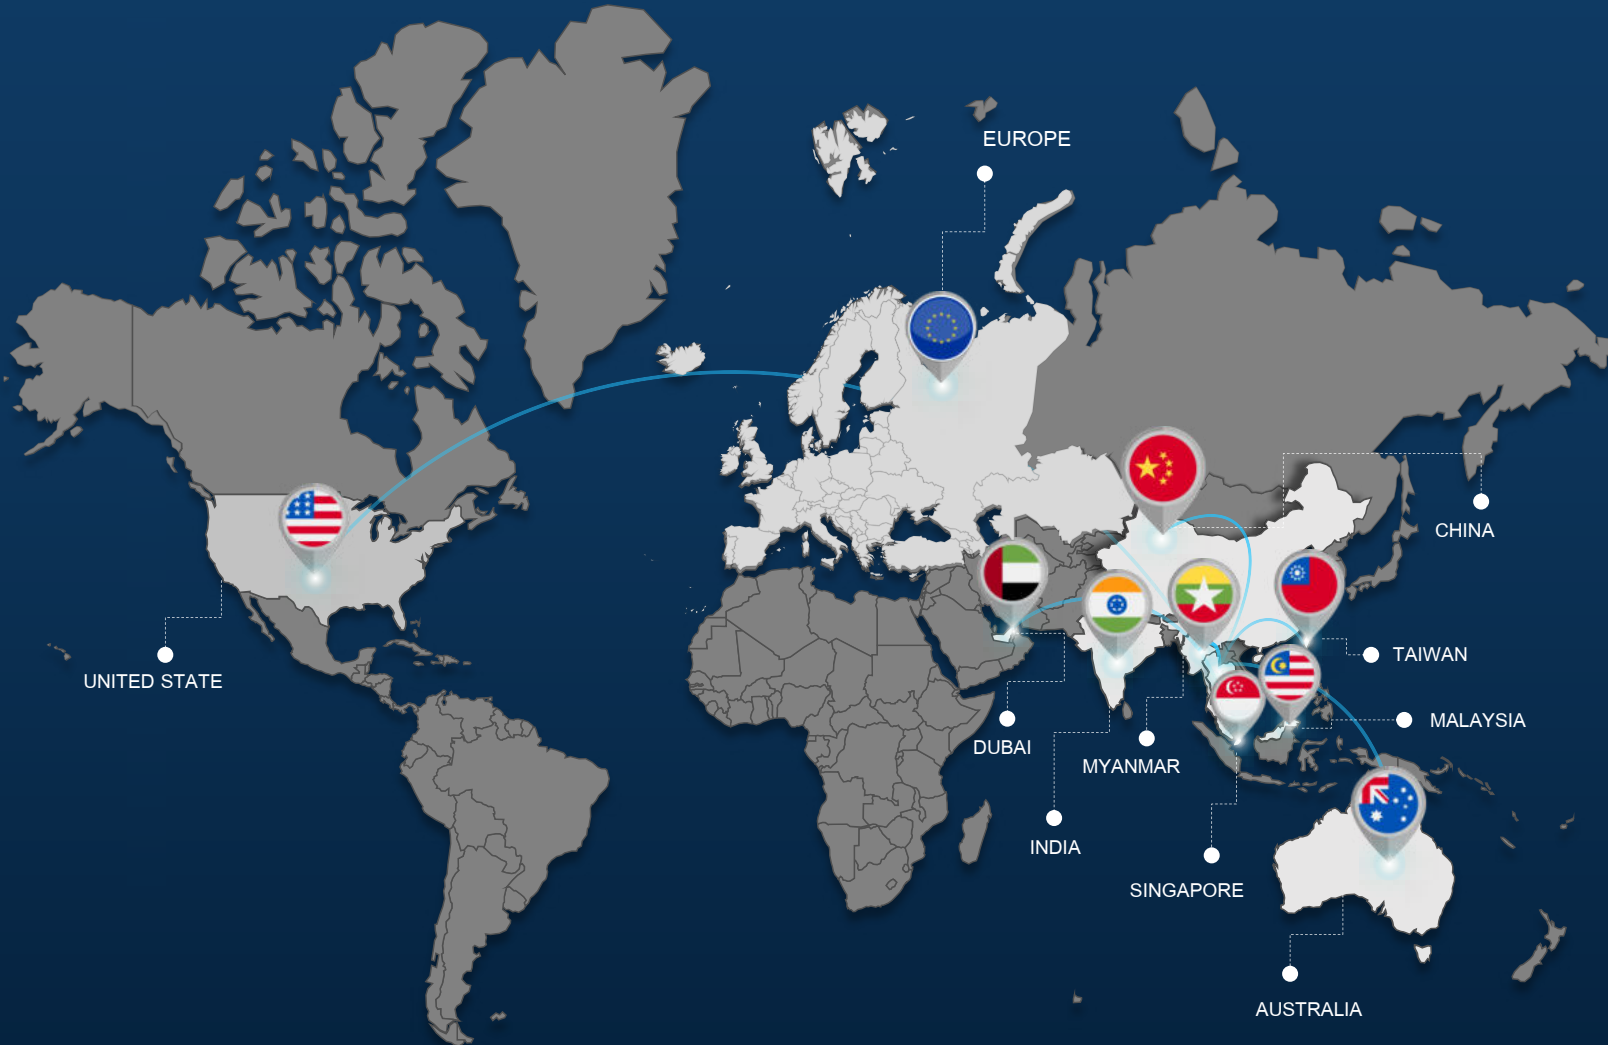 EUROPE
CHINA
TAIWAN
UNITED STATE
MALAYSIA
DUBAI
MYANMAR
INDIA
SINGAPORE
AUSTRALIA